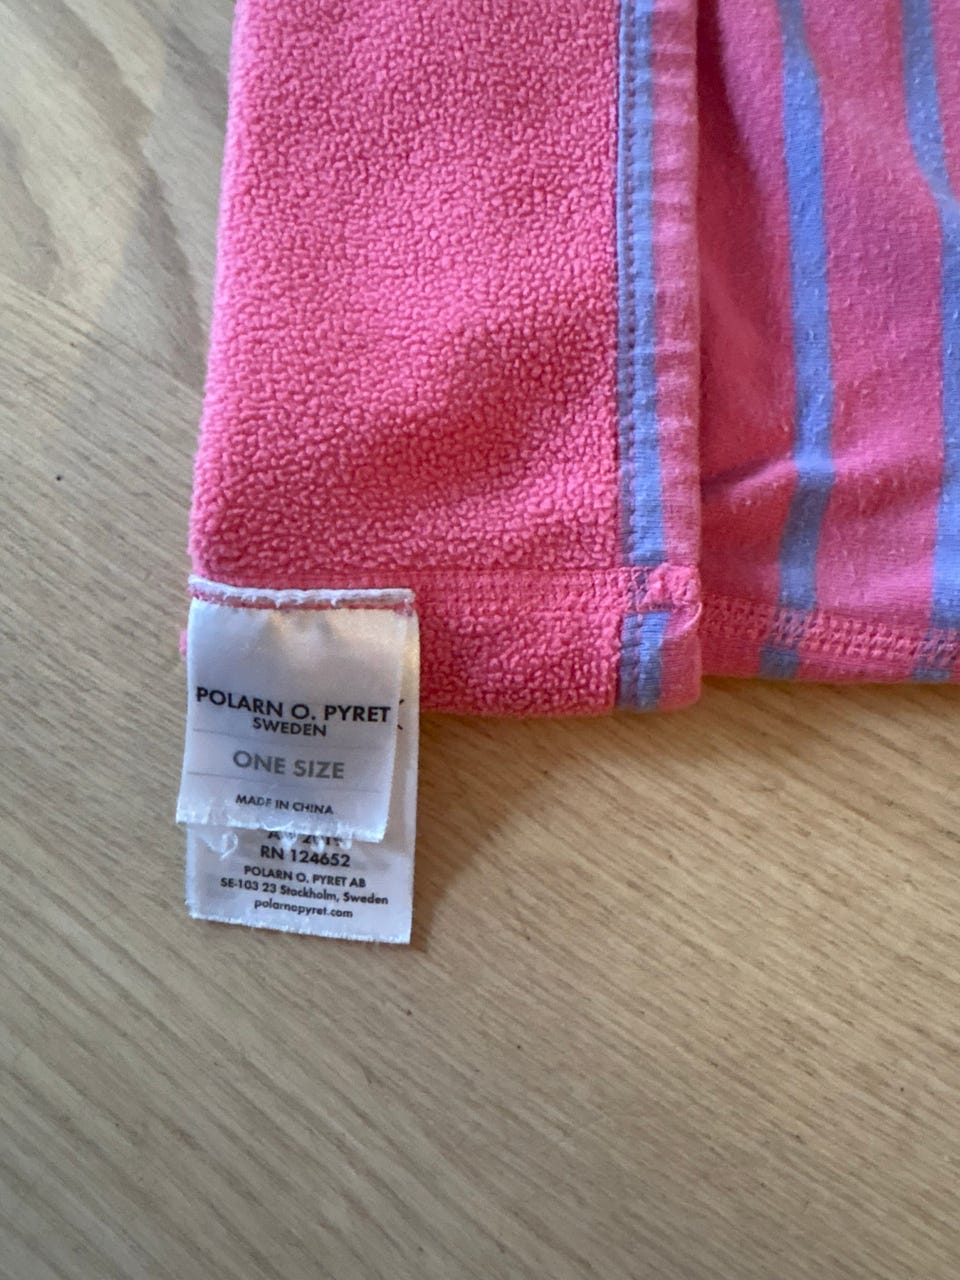 POLARN O. PYRET
SWEDEN
ONE SIZE
MADE IN CHINA
RN 124652
POLARN O. PYRET AB
SE-103 23 Stockholm, Sweden
polarnopyret.com